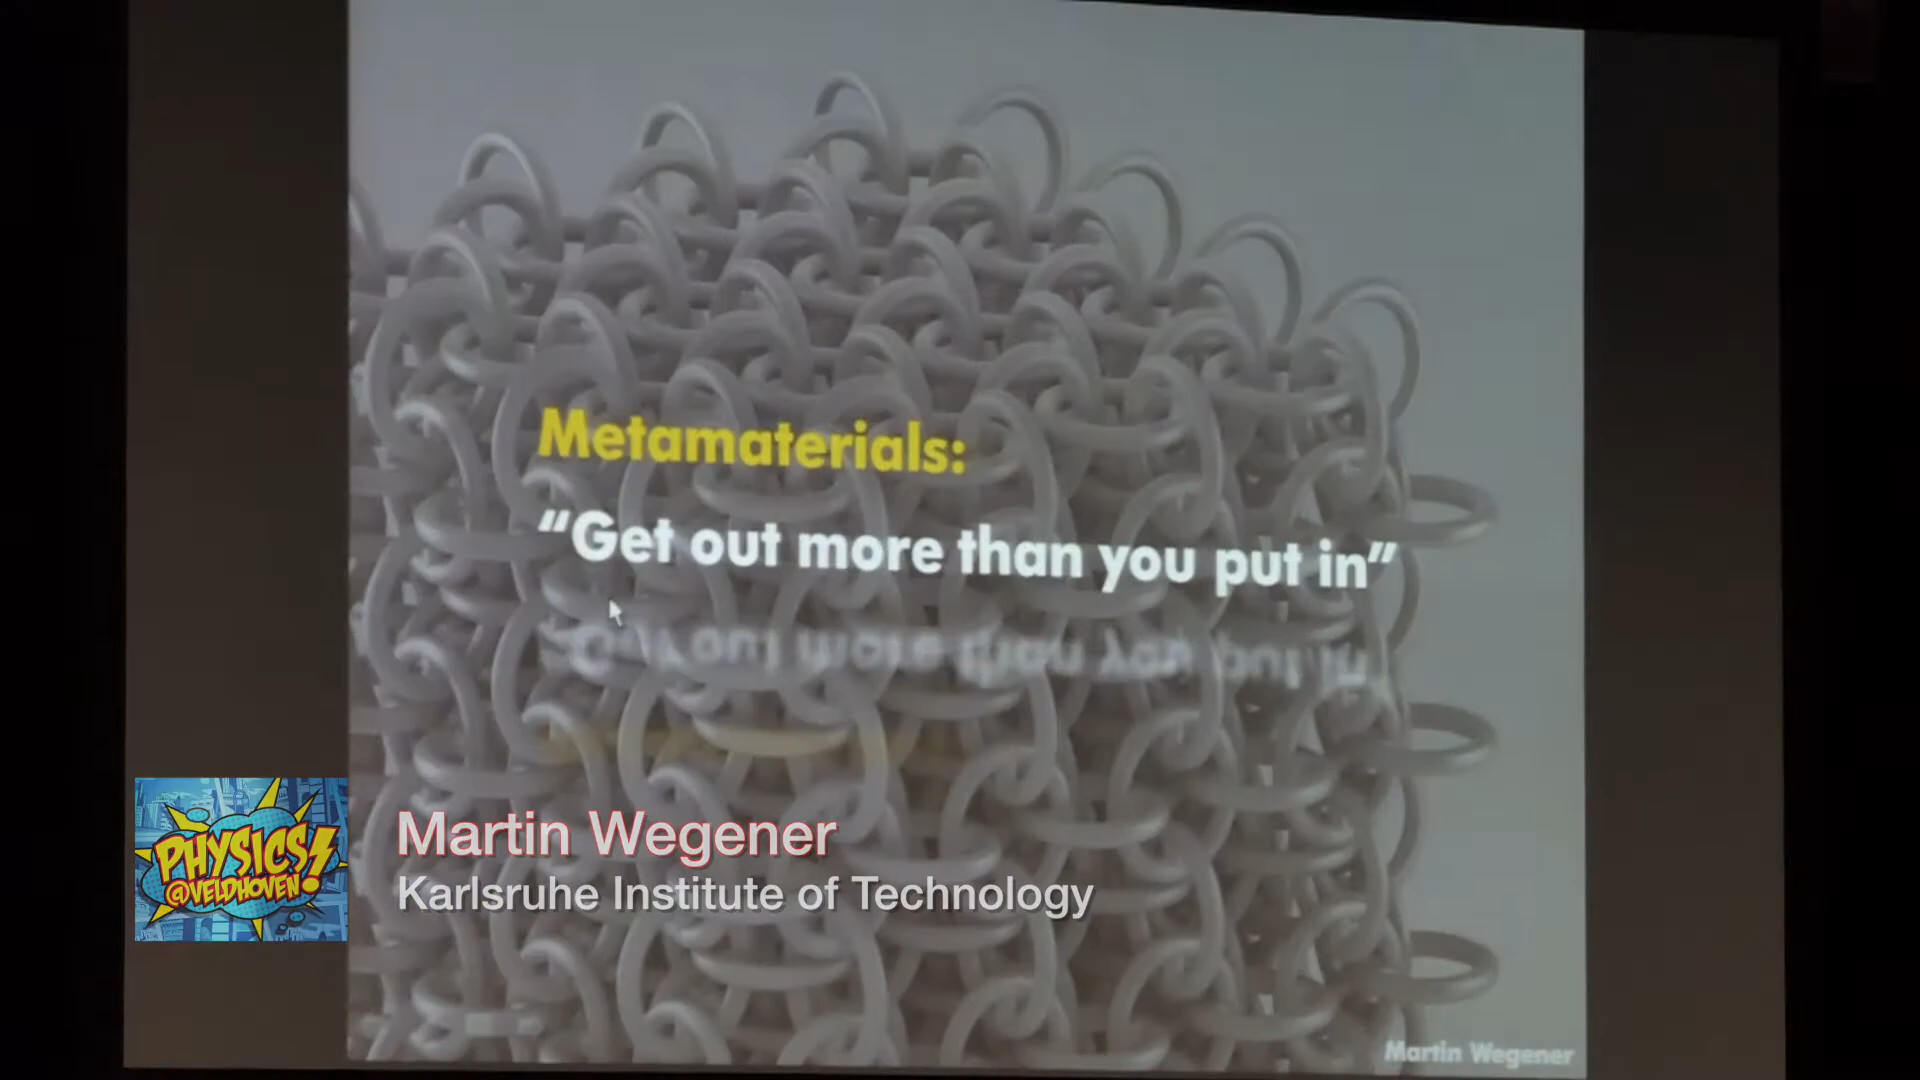 Metamaterials:
“Get out more than you put in”
PHYSICS!
@VELDHOVEN
Martin Wegener
Karlsruhe Institute of Technology
Martin Wegener